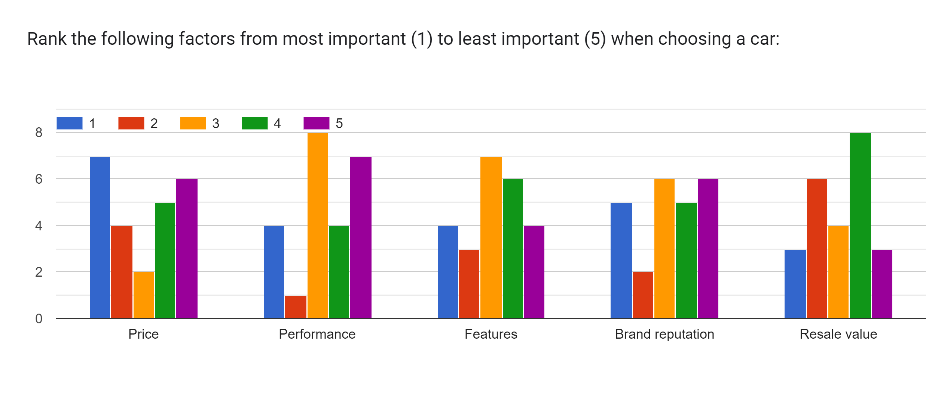 Rank the following factors from most important (1) to least important (5) when choosing a car:
1 2 3 4 5
8
6
4
2
0
Price Performance Features Brand reputation Resale value